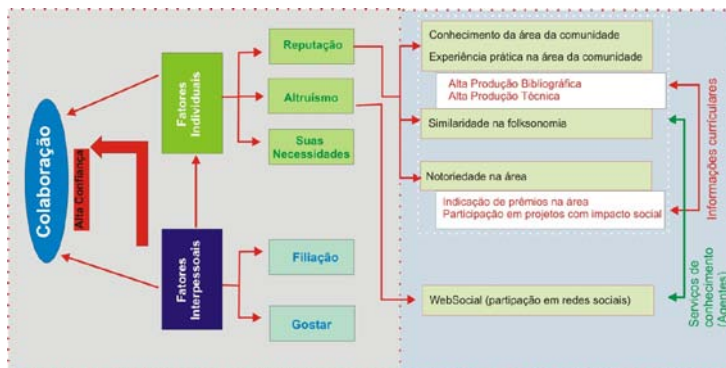 Colaboração
Alta Confiança
Fatores
Individuais
Fatores
Interpessoais
Reputação
Altruísmo
Suas
Necessidades
Filiação
Gostar
Conhecimento da área da comunidade
Experiência prática na área da comunidade
Alta Produção Bibliográfica
Alta Produção Técnica
Similaridade na folksonomia
Notoriedade na área
Indicação de prêmios na área
Participação em projetos com impacto social
WebSocial (partipação em redes sociais)
Informações curriculares
Serviços de
conhecimento
(Agentes)